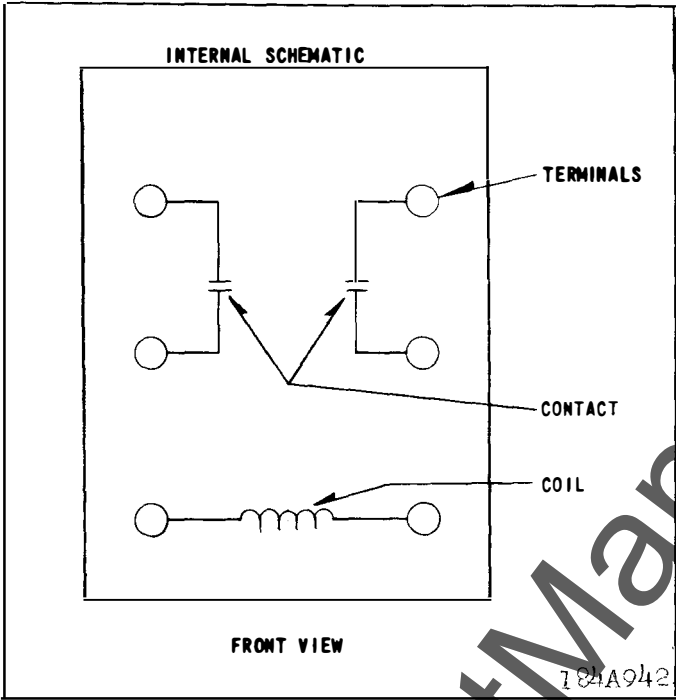 INTERNAL SCHEMATIC
TERMINALS
CONTACT
COIL
FRONT VIEW
184A942